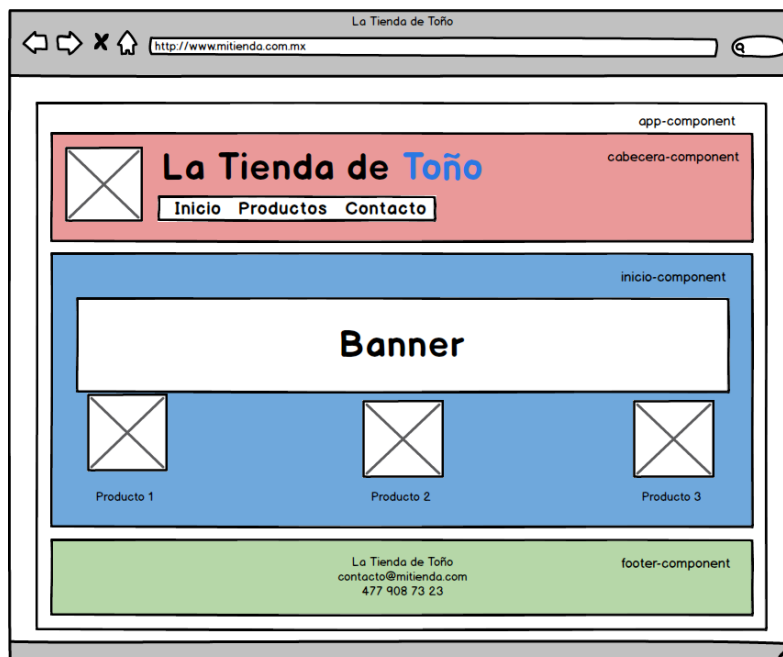 La Tienda de Toño
http://www.mitienda.com.mx
app-component
La Tienda de Toño
cabecera-component
Inicio Productos Contacto
inicio-component
Banner
Producto 1
Producto 2
Producto 3
La Tienda de Toño
footer-component
contacto@mitienda.com
477 908 73 23